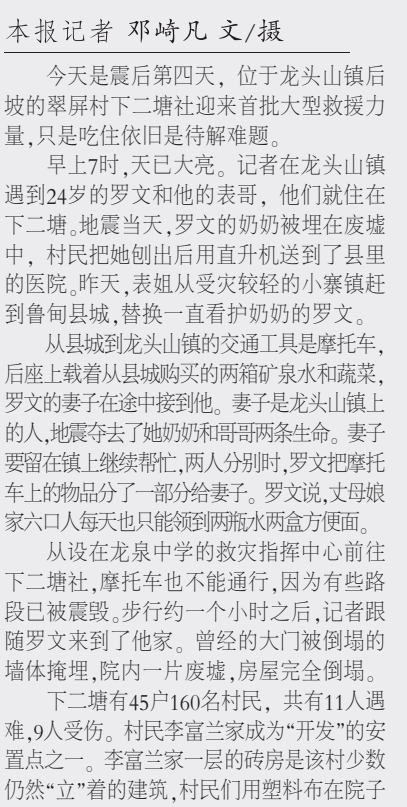 本报记者 邓崎凡 文/摄
今天是震后第四天，位于龙头山镇后
坡的翠屏村下二塘社迎来首批大型救援力
量,只是吃住依旧是待解难题。
早上7时,天已大亮。记者在龙头山镇
遇到24岁的罗文和他的表哥，他们就住在
下二塘。地震当天,罗文的奶奶被埋在废墟
中，村民把她刨出后用直升机送到了县里
的医院。昨天,表姐从受灾较轻的小寨镇赶
到鲁甸县城,替换一直看护奶奶的罗文。
从县城到龙头山镇的交通工具是摩托车,
后座上载着从县城购买的两箱矿泉水和蔬菜,
罗文的妻子在途中接到他。妻子是龙头山镇上
的人,地震夺去了她奶奶和哥哥两条生命。妻子
要留在镇上继续帮忙,两人分别时,罗文把摩托
车上的物品分了一部分给妻子。罗文说,丈母娘
家六口人每天也只能领到两瓶水两盒方便面。
从设在龙泉中学的救灾指挥中心前往
下二塘社,摩托车也不能通行,因为有些路
段已被震毁。步行约一个小时之后,记者跟
随罗文来到了他家。曾经的大门被倒塌的
墙体掩埋,院内一片废墟,房屋完全倒塌。
下二塘有45户160名村民，共有11人遇
难,9人受伤。村民李富兰家成为“开发”的安
置点之一。李富兰家一层的砖房是该村少数
仍然“立”着的建筑,村民们用塑料布在院子